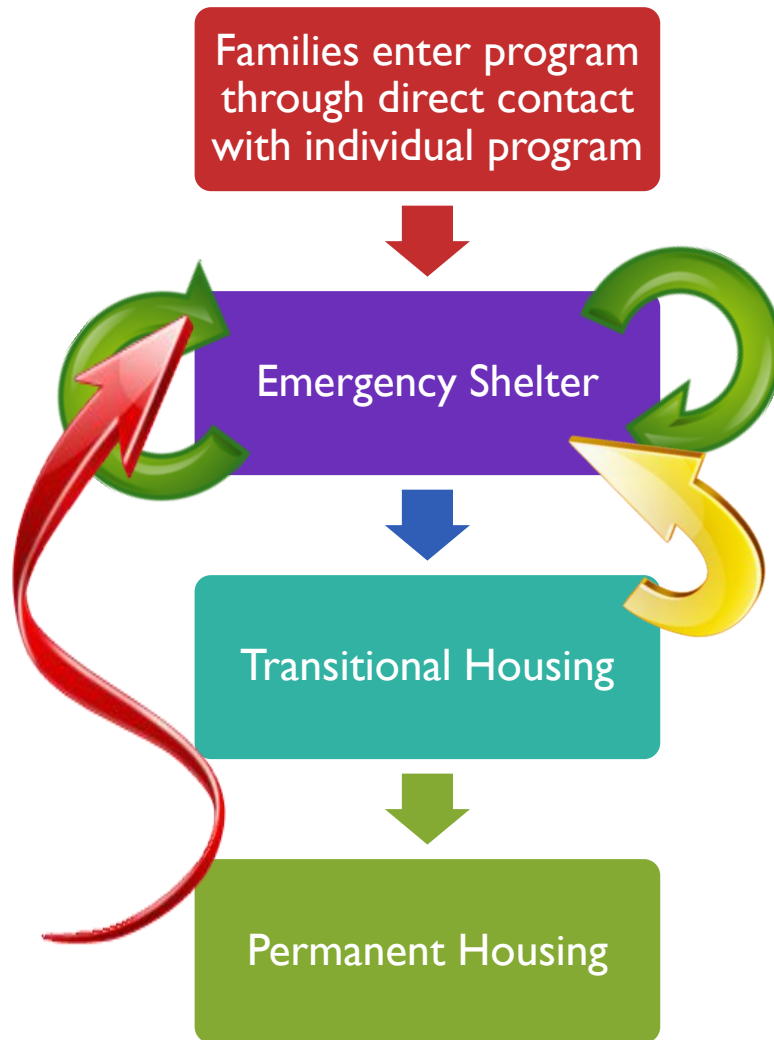 Families enter program
through direct contact
with individual program
Emergency Shelter
Transitional Housing
Permanent Housing